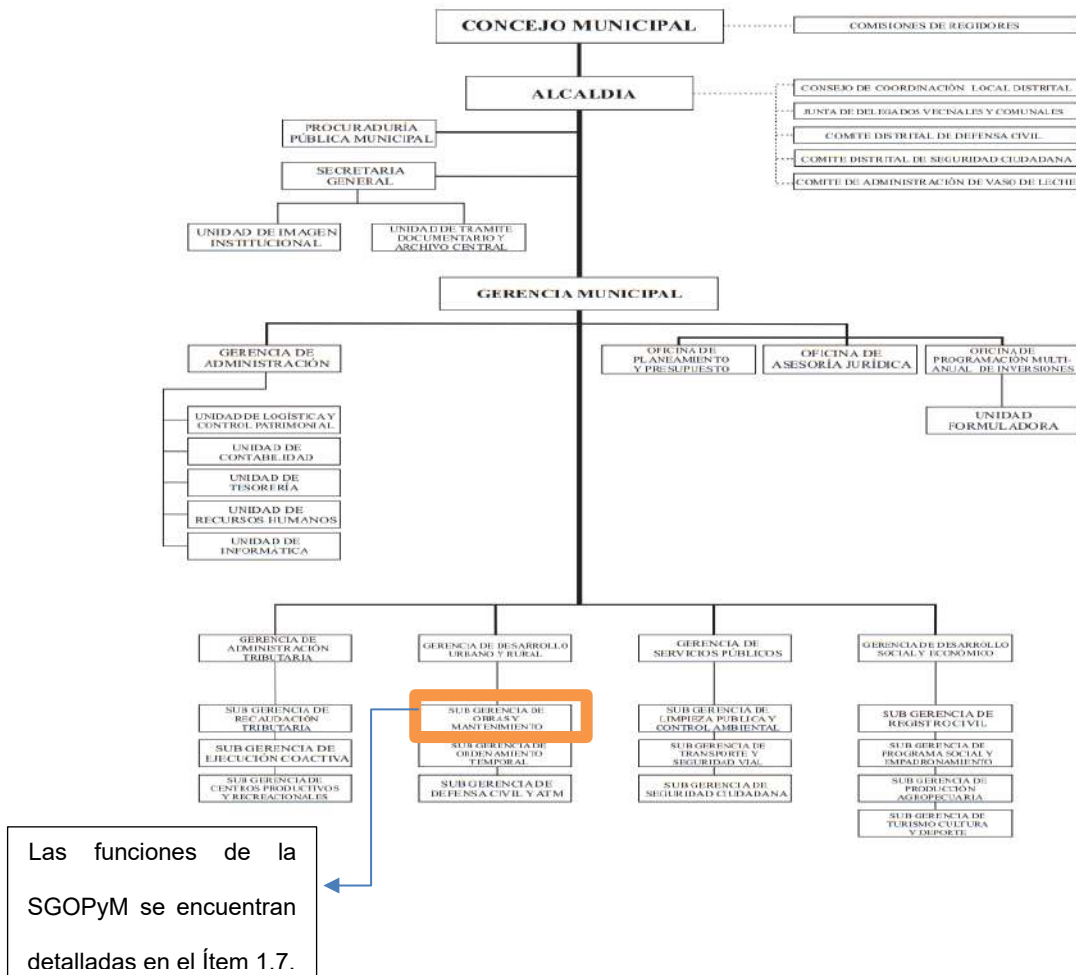 CONCEJO MUNICIPAL
COMISIONES DE REGIDORES
ALCALDIA
CONSEJO DE COORDINACIÓN LOCAL DISTRITAL
JUNTA DE DELEGADOS VECINALES Y COMUNALES
COMITE DISTRITAL DE DEFENSA CIVIL
COMITE DISTRITAL DE SEGURIDAD CIUDADANA
COMITE DE ADMINISTRACIÓN DE VASO DE LECHE
PROCURADURÍA
PÚBLICA MUNICIPAL
SECRETARIA
GENERAL
UNIDAD DE IMAGEN
INSTITUCIONAL
UNIDAD DE TRAMITE
DOCUMENTARIO Y
ARCHIVO CENTRAL
GERENCIA MUNICIPAL
GERENCIA DE
ADMINISTRACIÓN
OFICINA DE
PLANEAMIENTO
Y PRESUPUESTO
OFICINA DE
ASESORÍA JURÍDICA
OFICINA DE
PROGRAMACIÓN MULTI-
ANUAL DE INVERSIONES
UNIDAD
FORMULADORA
UNIDAD DE LOGÍSTICA Y
CONTROL PATRIMONIAL
UNIDAD DE
CONTABILIDAD
UNIDAD DE
TESORERÍA
UNIDAD DE
RECURSOS HUMANOS
UNIDAD DE
INFORMÁTICA
GERENCIA DE
ADMINISTRACIÓN
TRIBUTARIA
GERENCIA DE DESARROLLO
URBANO Y RURAL
GERENCIA DE
SERVICIOS PÚBLICOS
GERENCIA DE DESARROLLO
SOCIAL Y ECONÓMICO
SUB GERENCIA DE
RECAUDACIÓN
TRIBUTARIA
SUB GERENCIA DE
EJECUCIÓN COACTIVA
SUB GERENCIA DE
CENTROS PRODUCTIVOS
Y RECREACIONALES
SUB GERENCIA DE
OBRAS Y
MANTENIMIENTO
SUB GERENCIA DE
ORDENAMIENTO
TEMPORAL
SUB GERENCIA DE
DEFENSA CIVIL Y ATM
SUB GERENCIA DE
LIMPIEZA PUBLICA Y
CONTROL AMBIENTAL
SUB GERENCIA DE
TRANSPORTE Y
SEGURIDAD VIAL
SUB GERENCIA DE
SEGURIDAD CIUDADANA
SUB GERENCIA DE
REGISTRO CIVIL
SUB GERENCIA DE
PROGRAMA SOCIAL Y
EMPADRONAMIENTO
SUB GERENCIA DE
PRODUCCIÓN
AGROPECUARIA
SUB-GERENCIA DE
TURISMO CULTURA
Y DEPORTE
Las funciones de la
SGOPyM se encuentran
detalladas en el Ítem 1.7.